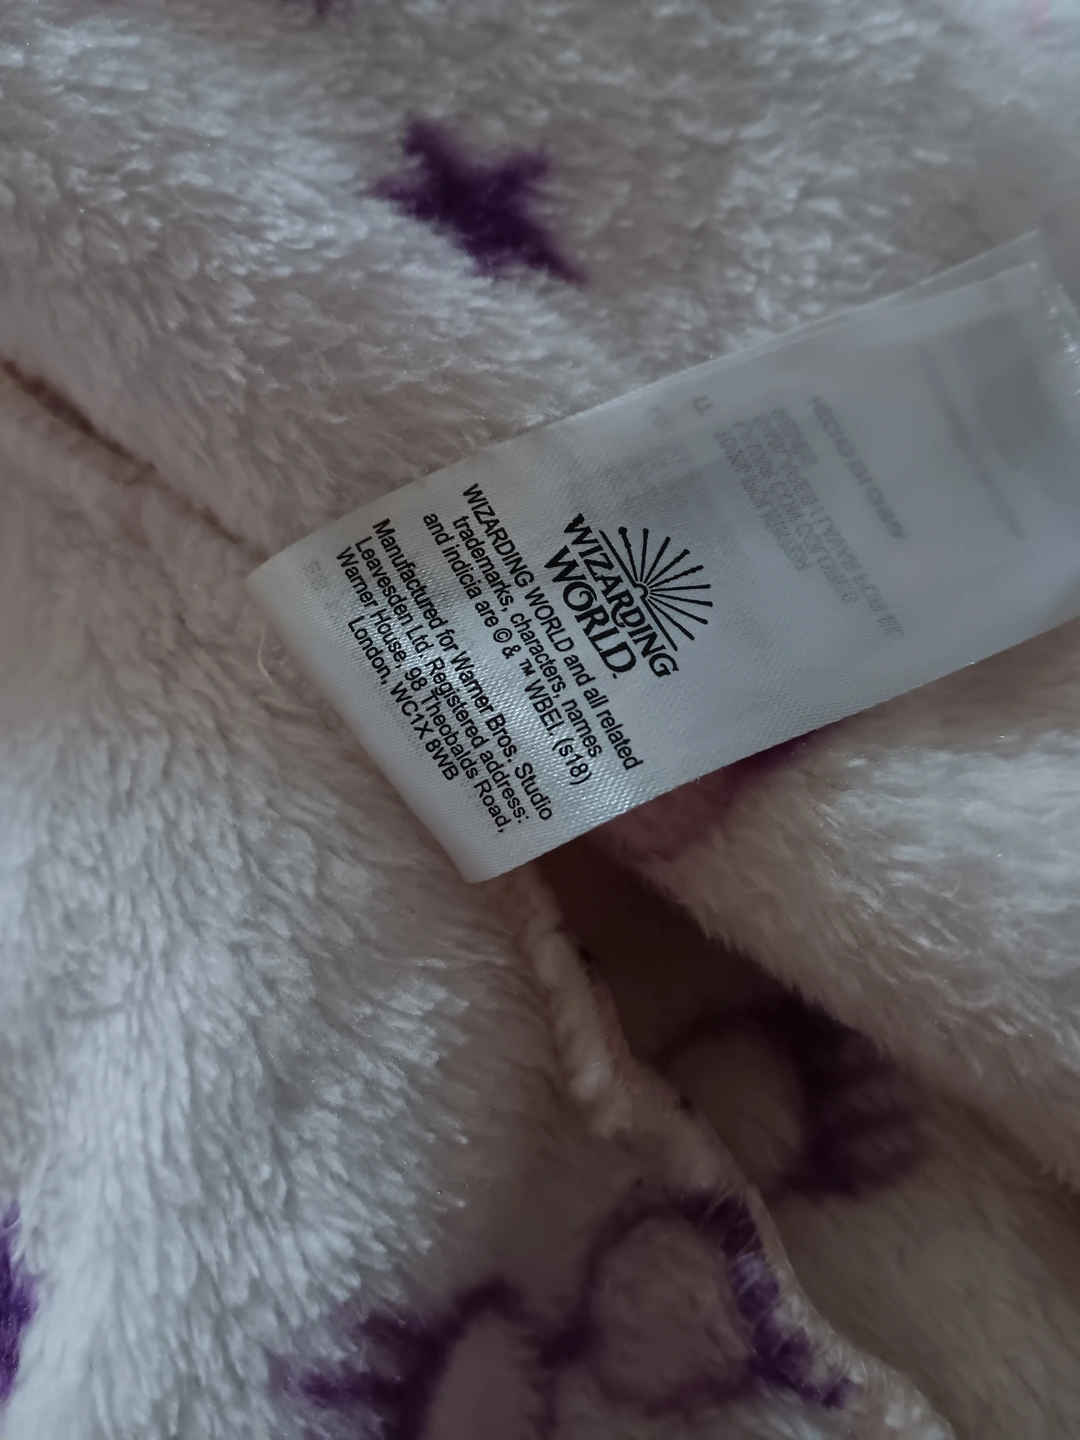 WIZARDING
WORLD.
WIZARDING WORLD and all related
trademarks, characters, names
and indicia are © & ™ WBEI. (s18)
Manufactured for Warner Bros. Studio
Leavesden Ltd. Registered address:
Warner House, 98 Theobalds Road,
London, WC1X 8WB